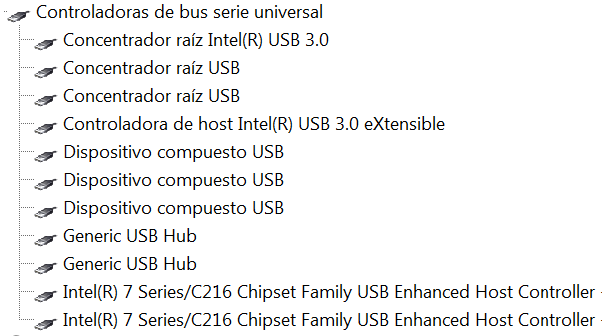 Controladoras de bus serie universal
Concentrador raíz Intel(R) USB 3.0
Concentrador raíz USB
Concentrador raíz USB
Controladora de host Intel(R) USB 3.0 eXtensible
Dispositivo compuesto USB
Dispositivo compuesto USB
Dispositivo compuesto USB
Generic USB Hub
Generic USB Hub
Intel(R) 7 Series/C216 Chipset Family USB Enhanced Host Controller -
Intel(R) 7 Series/C216 Chipset Family USB Enhanced Host Controller -